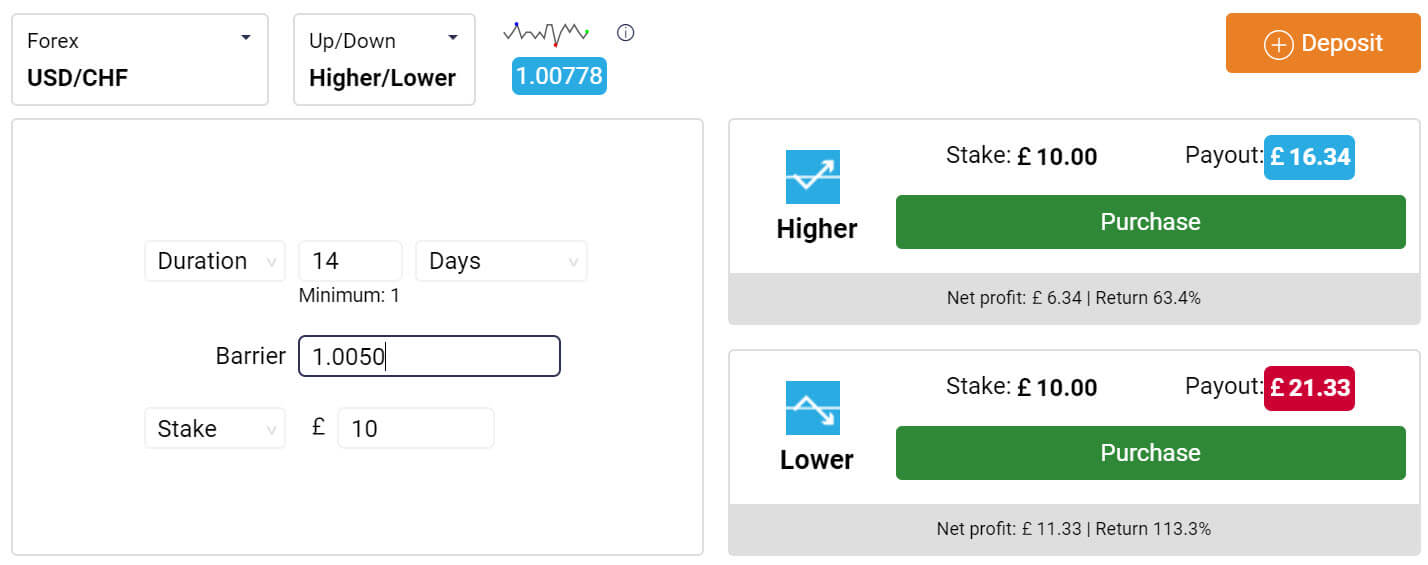 Forex
USD/CHF
Up/Down
Higher/Lower
1.00778
Deposit
Duration 14 Days
Minimum: 1
Barrier 1.0050
Stake £ 10
Higher
Stake: £ 10.00 Payout: £ 16.34
Purchase
Net profit: £ 6.34 | Return 63.4%
Lower
Stake: £ 10.00 Payout: £ 21.33
Purchase
Net profit: £ 11.33 | Return 113.3%